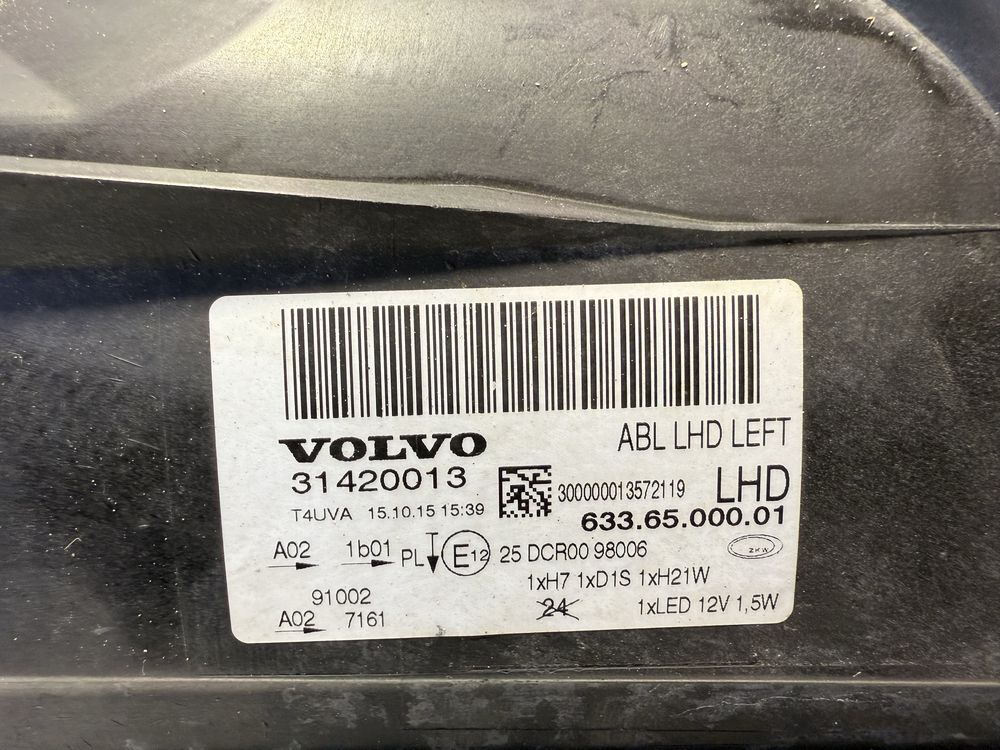 VOLVO
ABL LHD LEFT
31420013
300000013572119
LHD
T4UVA 15.10.15 15:39
633.65.000.01
A02 1b01 PL E12 25 DCR00 98006
ZKW
1xH7 1xD1S 1xH21W
91002
24
1xLED 12V 1,5W
A02 7161